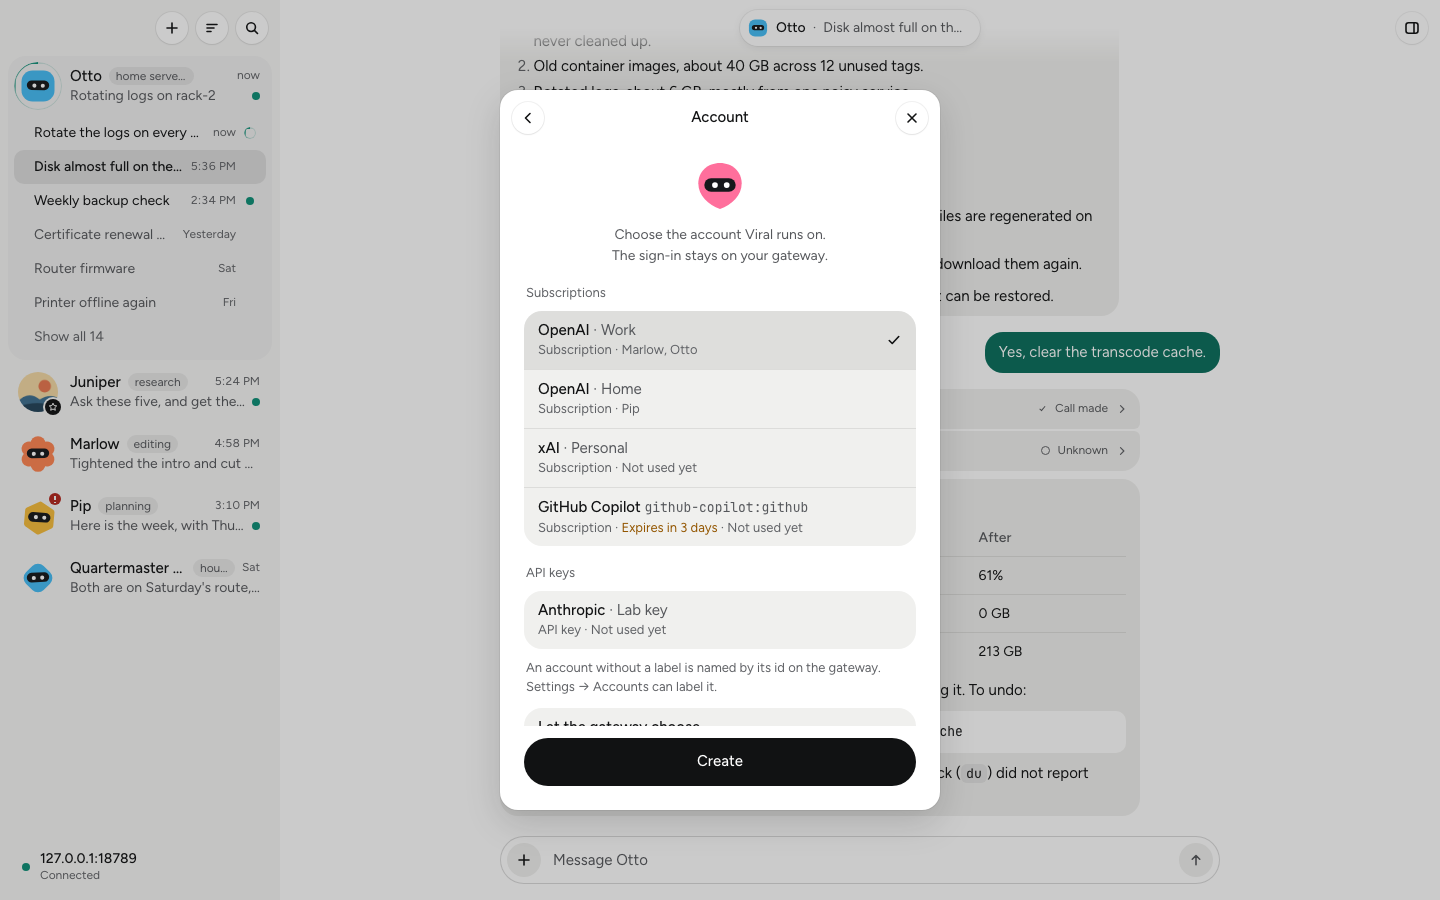 Otto home serve... now
Rotating logs on rack-2
Rotate the logs on every ... now
Disk almost full on the... 5:36 PM
Weekly backup check 2:34 PM
Certificate renewal ... Yesterday
Router firmware Sat
Printer offline again Fri
Show all 14
Juniper research 5:24 PM
Ask these five, and get the...
Marlow editing 4:58 PM
Tightened the intro and cut ...
Pip planning 3:10 PM
Here is the week, with Thu...
Quartermaster ... hou... Sat
Both are on Saturday's route,...
127.0.0.1:18789
Connected
Otto · Disk almost full on th...
never cleaned up.
2. Old container images, about 40 GB across 12 unused tags.
Account
Choose the account Viral runs on.
The sign-in stays on your gateway.
Subscriptions
OpenAI · Work
Subscription · Marlow, Otto
OpenAI · Home
Subscription · Pip
xAI · Personal
Subscription · Not used yet
GitHub Copilot github-copilot:github
Subscription · Expires in 3 days · Not used yet
API keys
Anthropic · Lab key
API key · Not used yet
An account without a label is named by its id on the gateway.
Settings → Accounts can label it.
Let the gateway choose
Create
iles are regenerated on
download them again.
can be restored.
Yes, clear the transcode cache.
Call made
Unknown
After
61%
0 GB
213 GB
g it. To undo:
che
ck (du) did not report
Message Otto